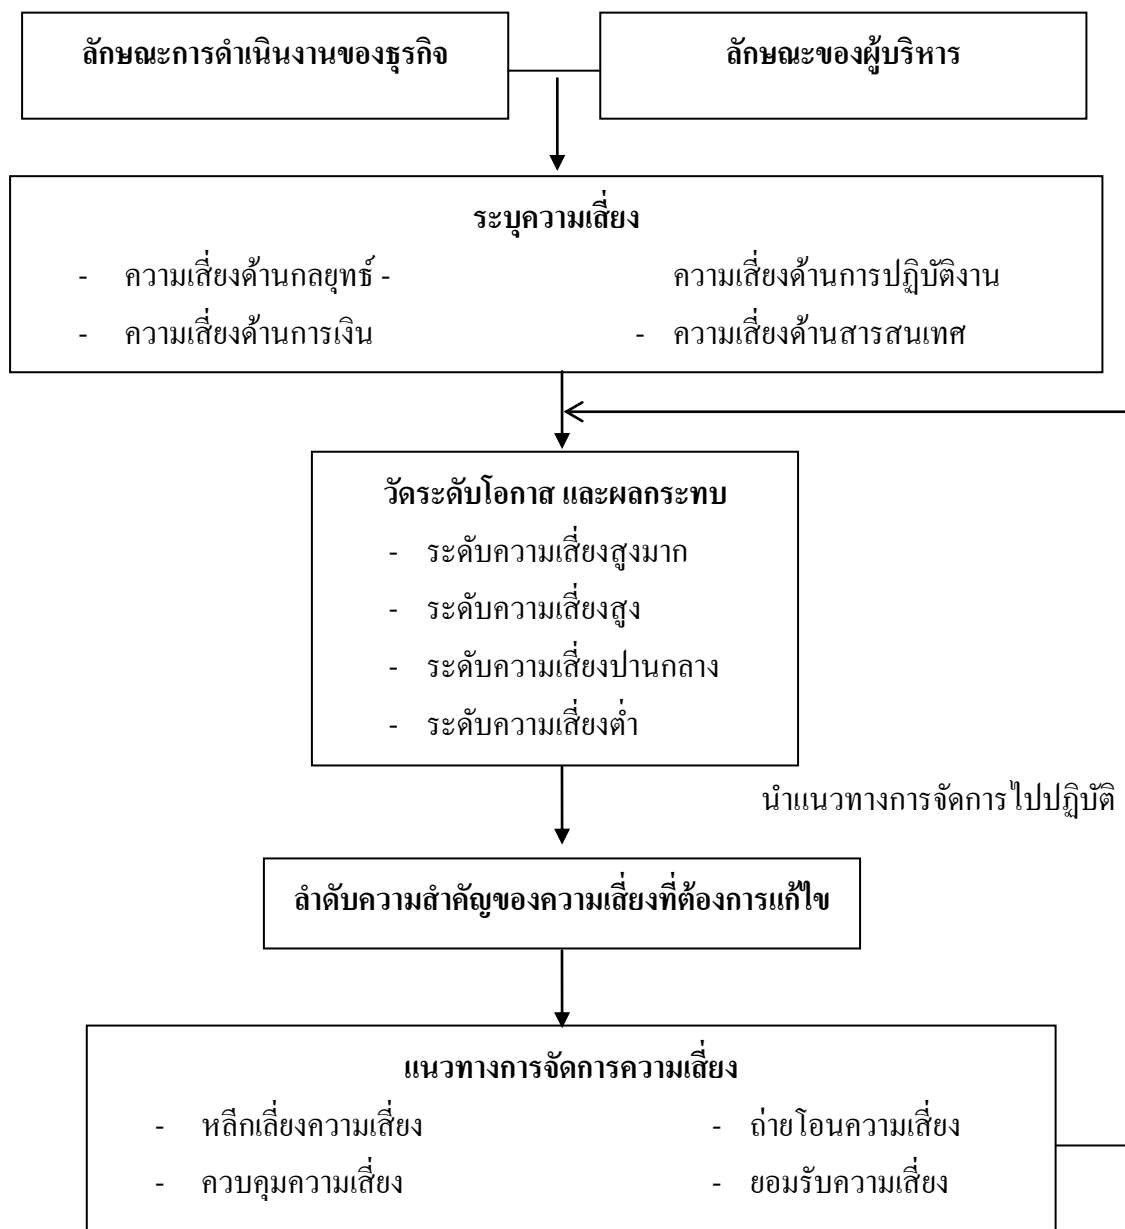 ลักษณะการดำเนินงานของธุรกิจ
ลักษณะของผู้บริหาร
ระบุความเสี่ยง
- ความเสี่ยงด้านกลยุทธ์ - ความเสี่ยงด้านการปฏิบัติงาน
- ความเสี่ยงด้านการเงิน - ความเสี่ยงด้านสารสนเทศ
วัดระดับโอกาส และผลกระทบ
- ระดับความเสี่ยงสูงมาก
- ระดับความเสี่ยงสูง
- ระดับความเสี่ยงปานกลาง
- ระดับความเสี่ยงต่ำ
นำแนวทางการจัดการไปปฏิบัติ
ลำดับความสำคัญของความเสี่ยงที่ต้องการแก้ไข
แนวทางการจัดการความเสี่ยง
- หลีกเลี่ยงความเสี่ยง - ถ่ายโอนความเสี่ยง
- ควบคุมความเสี่ยง - ยอมรับความเสี่ยง